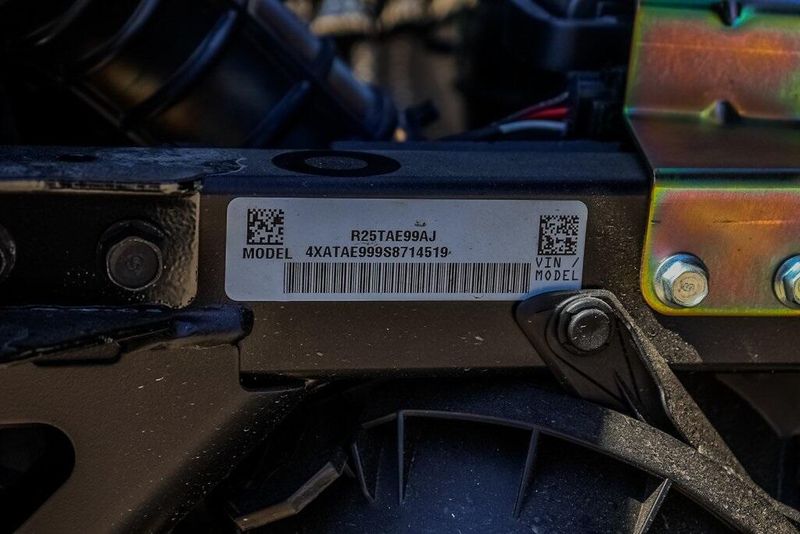 R25TAE99AJ
MODEL 4XATAE999S8714519
VIN /
MODEL